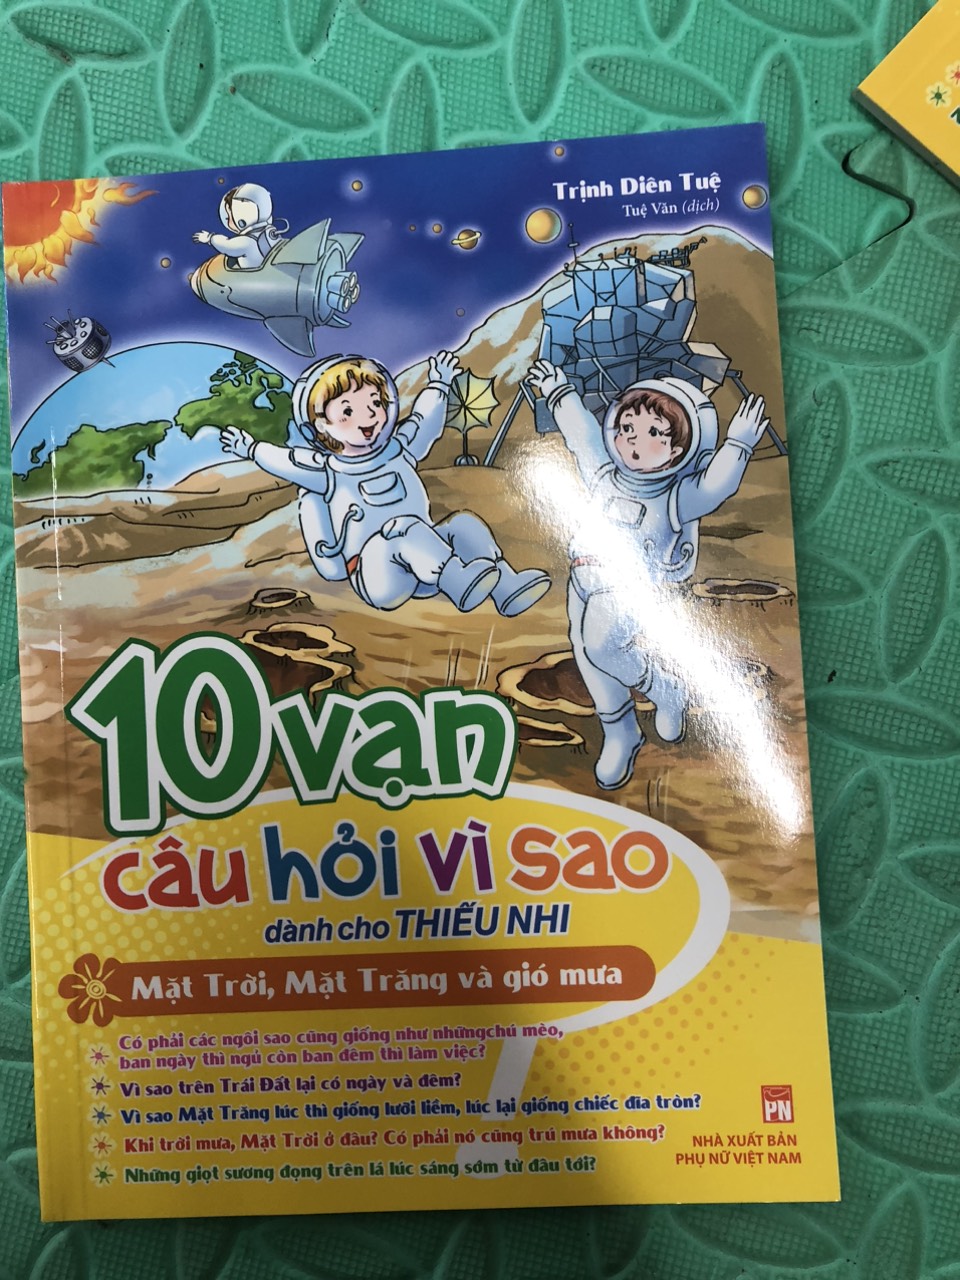 Trịnh Diên Tuệ
Tuệ Văn (dịch)
10 vạn
câu hỏi vì sao
dành cho THIẾU NHI
Mặt Trời, Mặt Trăng và gió mưa
Có phải các ngôi sao cũng giống như nhữngchú mèo,
ban ngày thì ngủ còn ban đêm thì làm việc?
Vì sao trên Trái Đất lại có ngày và đêm?
Vì sao Mặt Trăng lúc thì giống lưỡi liềm, lúc lại giống chiếc đĩa tròn?
Khi trời mưa, Mặt Trời ở đâu? Có phải nó cũng trú mưa không?
Những giọt sương đọng trên lá lúc sáng sớm từ đâu tới?
PN
NHÀ XUẤT BẢN
PHỤ NỮ VIỆT NAM